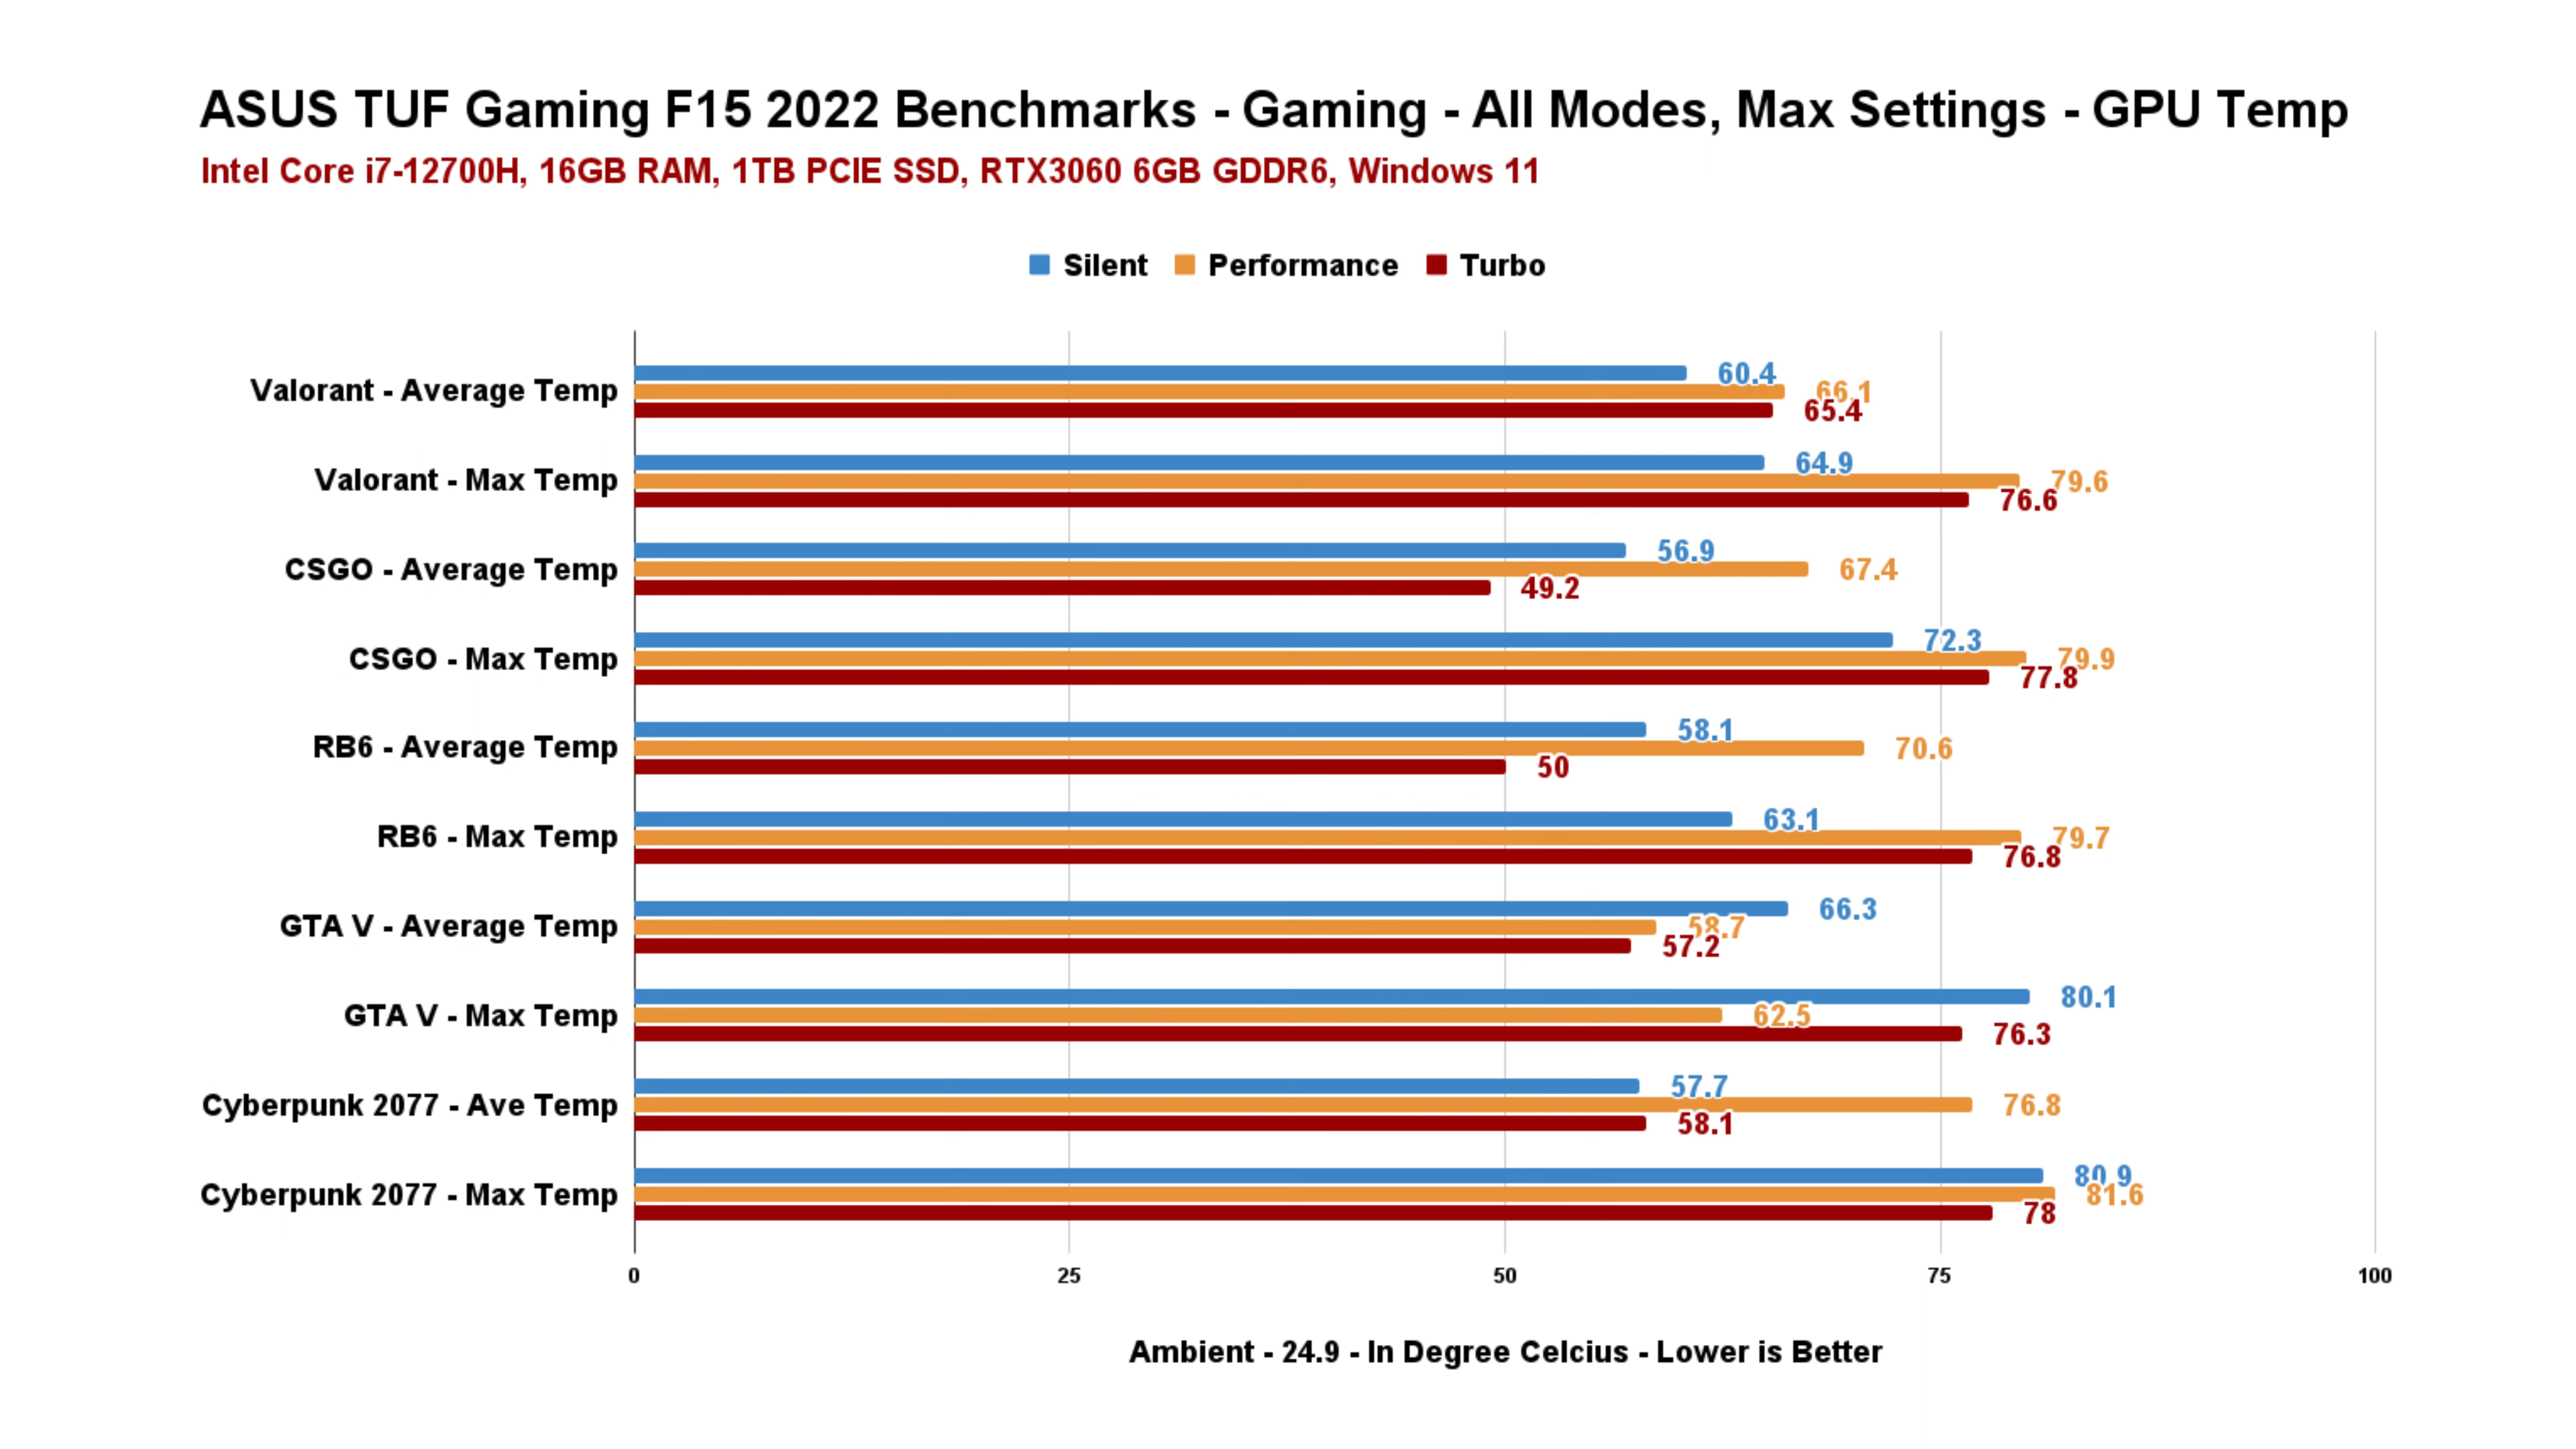 ASUS TUF Gaming F15 2022 Benchmarks - Gaming - All Modes, Max Settings - GPU Temp
Intel Core i7-12700H, 16GB RAM, 1TB PCIE SSD, RTX3060 6GB GDDR6, Windows 11
Silent Performance Turbo
Valorant - Average Temp
60.4
66.1
65.4
Valorant - Max Temp
64.9
79.6
76.6
CSGO - Average Temp
56.9
67.4
49.2
CSGO - Max Temp
72.3
79.9
77.8
RB6 - Average Temp
58.1
70.6
50
RB6 - Max Temp
63.1
79.7
76.8
GTA V - Average Temp
66.3
58.7
57.2
GTA V - Max Temp
80.1
62.5
76.3
Cyberpunk 2077 - Ave Temp
57.7
76.8
58.1
Cyberpunk 2077 - Max Temp
80.9
81.6
78
0 25 50 75 100
Ambient - 24.9 - In Degree Celcius - Lower is Better